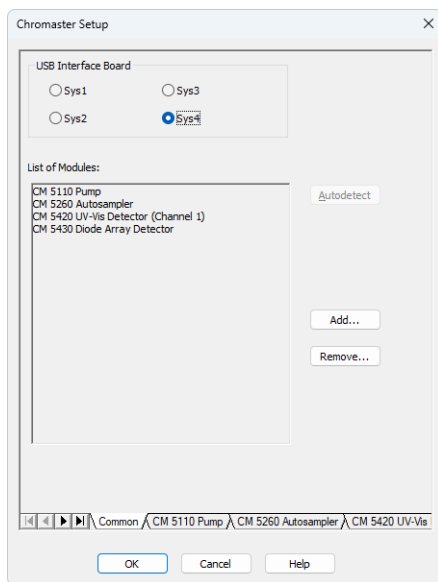 Chromaster Setup
USB Interface Board
Sys1
Sys3
Sys2
Sys4
List of Modules:
CM 5110 Pump
CM 5260 Autosampler
CM 5420 UV-Vis Detector (Channel 1)
CM 5430 Diode Array Detector
Autodetect
Add...
Remove...
Common
CM 5110 Pump
CM 5260 Autosampler
CM 5420 UV-Vis
OK
Cancel
Help